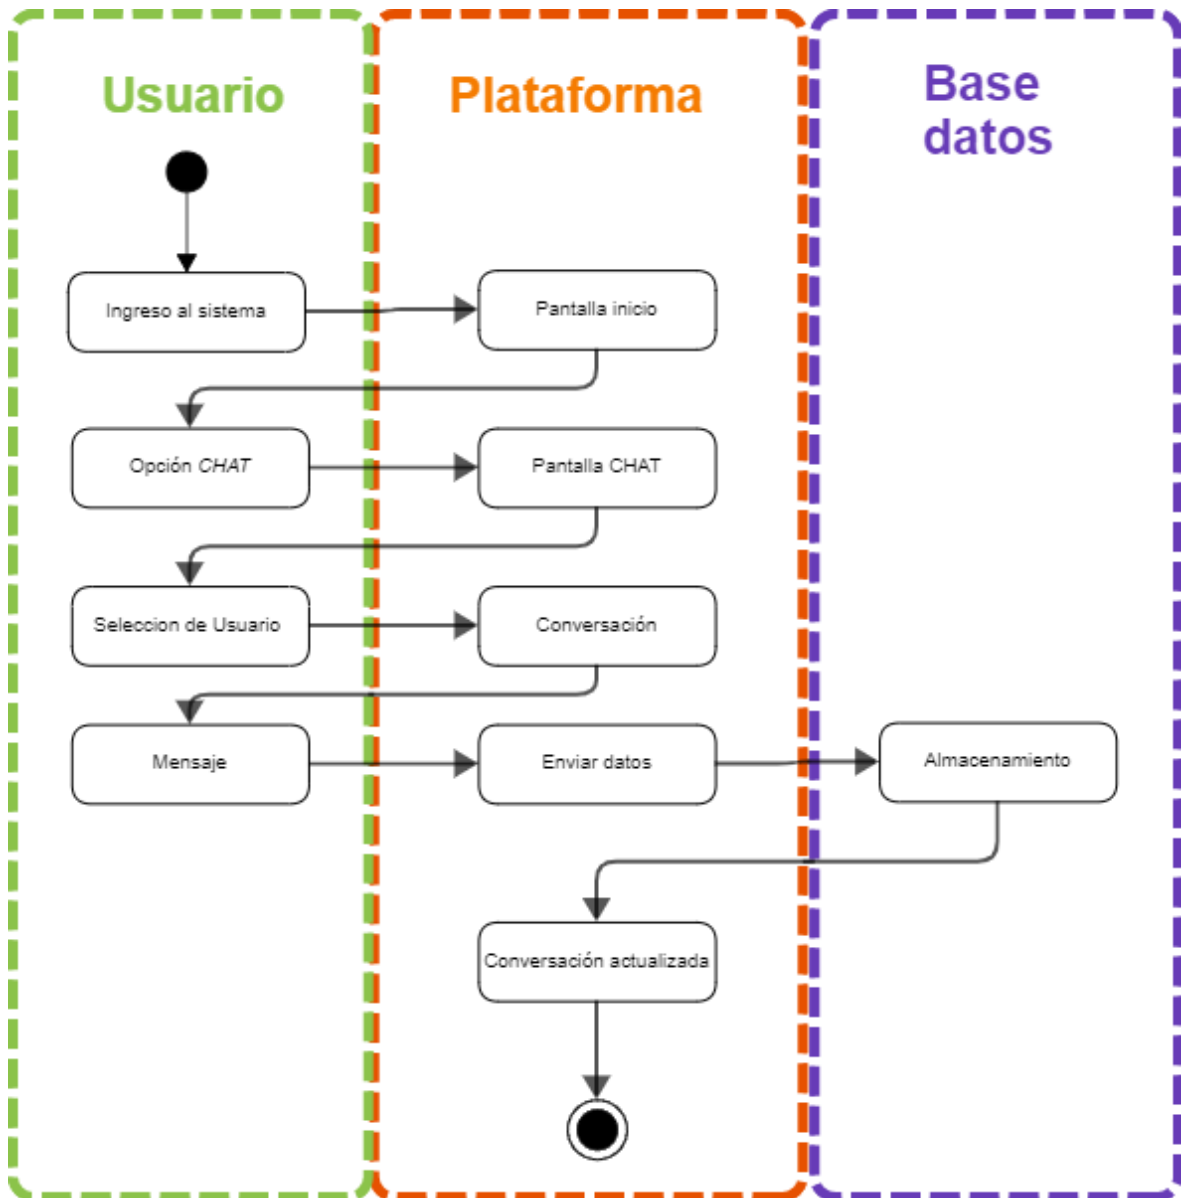 Usuario
Plataforma
Base
datos
Ingreso al sistema
Pantalla inicio
Opción CHAT
Pantalla CHAT
Seleccion de Usuario
Conversación
Mensaje
Enviar datos
Almacenamiento
Conversación actualizada